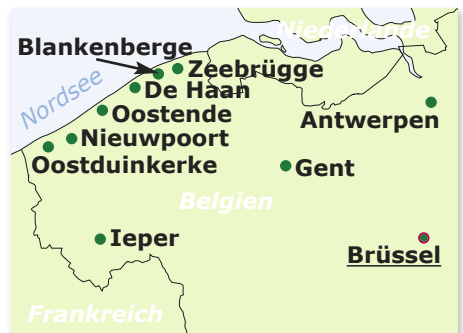 Niederlande
Blankenberge
Zeebrügge
De Haan
Nordsee
Oostende
Antwerpen
Nieuwpoort
Oostduinkerke
Gent
Belgien
Ieper
Brüssel
Frankreich